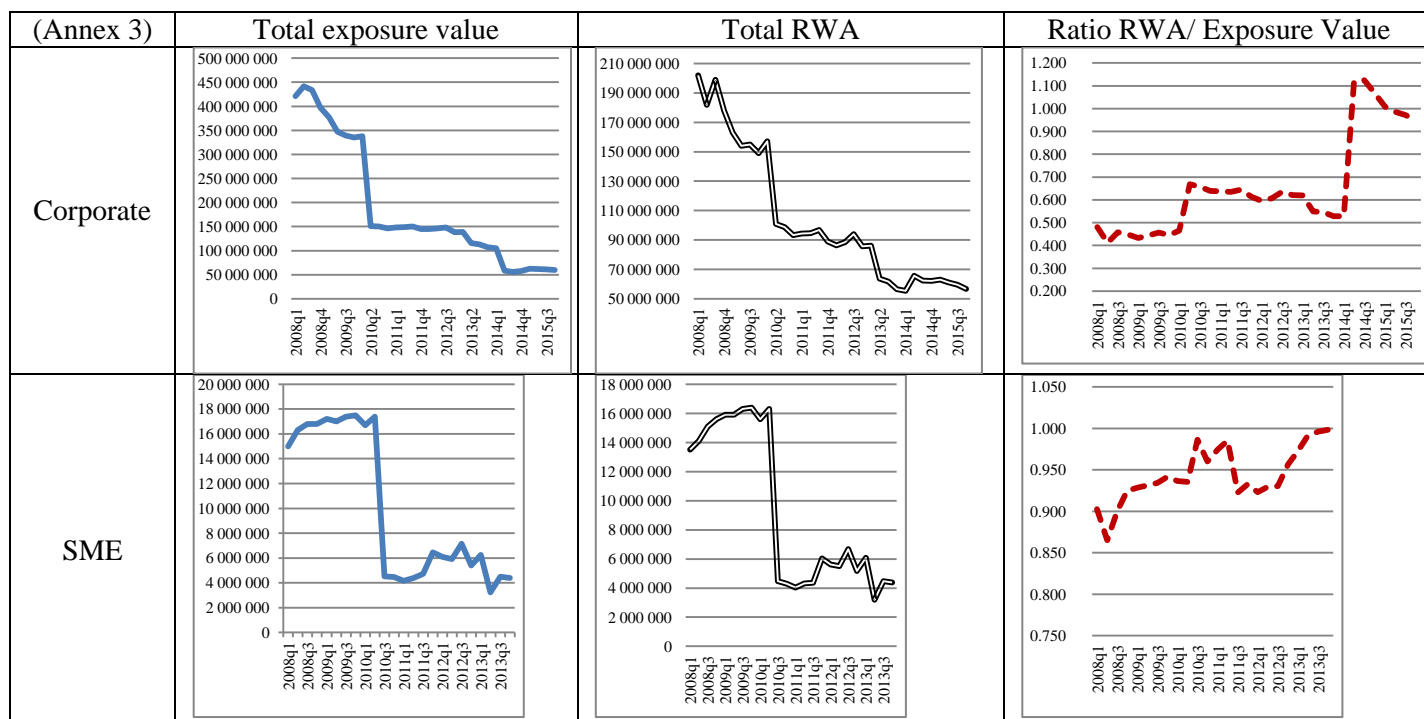 (Annex 3)
Total exposure value
Total RWA
Ratio RWA/ Exposure Value
Corporate
500 000 000
450 000 000
400 000 000
350 000 000
300 000 000
250 000 000
200 000 000
150 000 000
100 000 000
50 000 000
0
2008q1
2008q4
2009q3
2010q2
2011q1
2011q4
2012q3
2013q2
2014q1
2014q4
2015q3
210 000 000
190 000 000
170 000 000
150 000 000
130 000 000
110 000 000
90 000 000
70 000 000
50 000 000
2008q1
2008q4
2009q3
2010q2
2011q1
2011q4
2012q3
2013q2
2014q1
2014q4
2015q3
1.200
1.100
1.000
0.900
0.800
0.700
0.600
0.500
0.400
0.300
0.200
2008q1
2008q3
2009q1
2009q3
2010q1
2010q3
2011q1
2011q3
2012q1
2012q3
2013q1
2013q3
2014q1
2014q3
2015q1
2015q3
SME
20 000 000
18 000 000
16 000 000
14 000 000
12 000 000
10 000 000
8 000 000
6 000 000
4 000 000
2 000 000
0
2008q1
2008q3
2009q1
2009q3
2010q1
2010q3
2011q1
2011q3
2012q1
2012q3
2013q1
2013q3
18 000 000
16 000 000
14 000 000
12 000 000
10 000 000
8 000 000
6 000 000
4 000 000
2 000 000
0
2008q1
2008q3
2009q1
2009q3
2010q1
2010q3
2011q1
2011q3
2012q1
2012q3
2013q1
2013q3
1.050
1.000
0.950
0.900
0.850
0.800
0.750
2008q1
2008q3
2009q1
2009q3
2010q1
2010q3
2011q1
2011q3
2012q1
2012q3
2013q1
2013q3